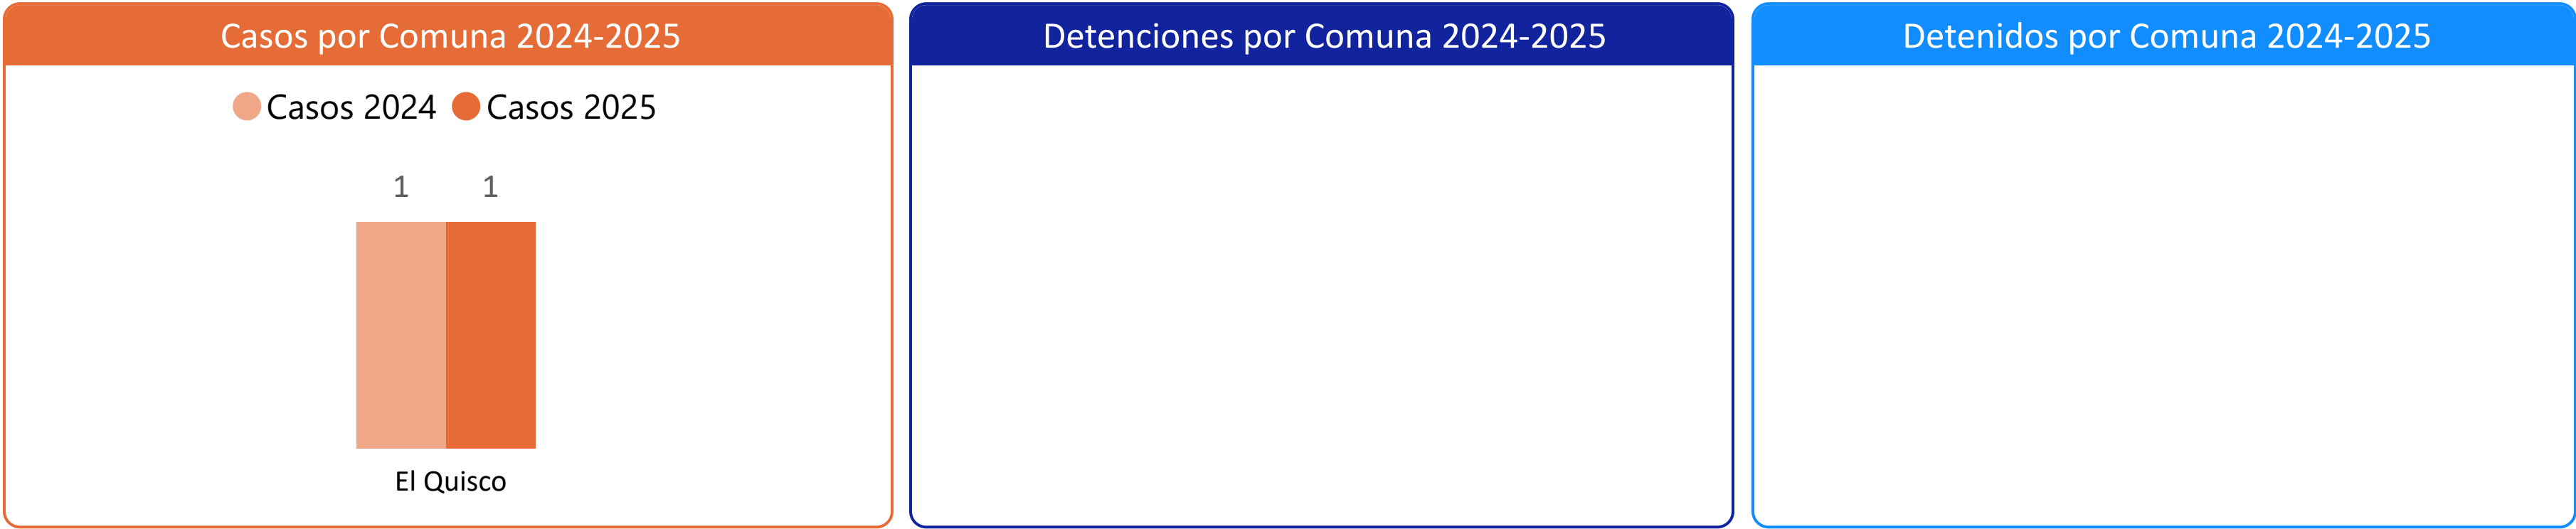 Casos por Comuna 2024-2025
Casos 2024 Casos 2025
1 1
El Quisco
Detenciones por Comuna 2024-2025
Detenidos por Comuna 2024-2025